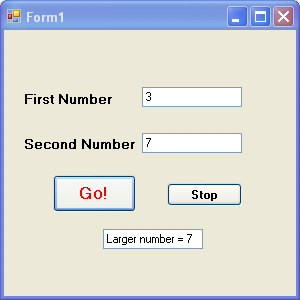 Form1
First Number 3
Second Number 7
Go! Stop
Larger number = 7